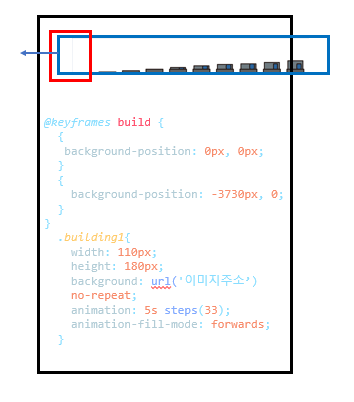 @keyframes build {
{
background-position: 0px, 0px;
}
{
background-position: -3730px, 0;
}
}
.building1{
width: 110px;
height: 180px;
background: url('이미지주소’)
no-repeat;
animation: 5s steps(33);
animation-fill-mode: forwards;
}